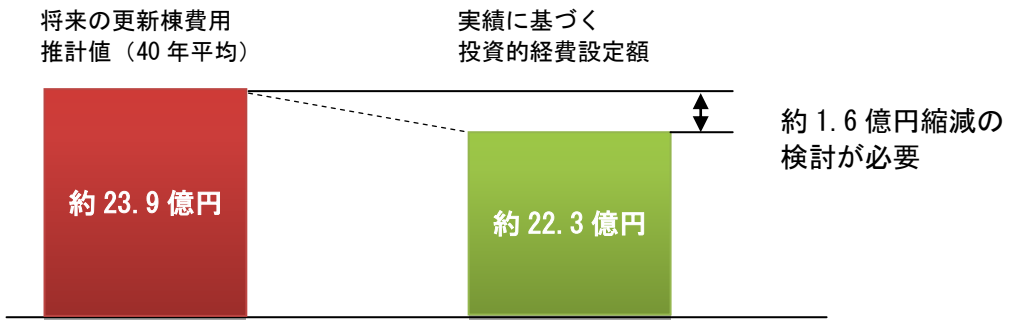 将来の更新棟費用
推計値（40年平均）
実績に基づく
投資的経費設定額
約1.6億円縮減の
検討が必要
約23.9億円
約22.3億円